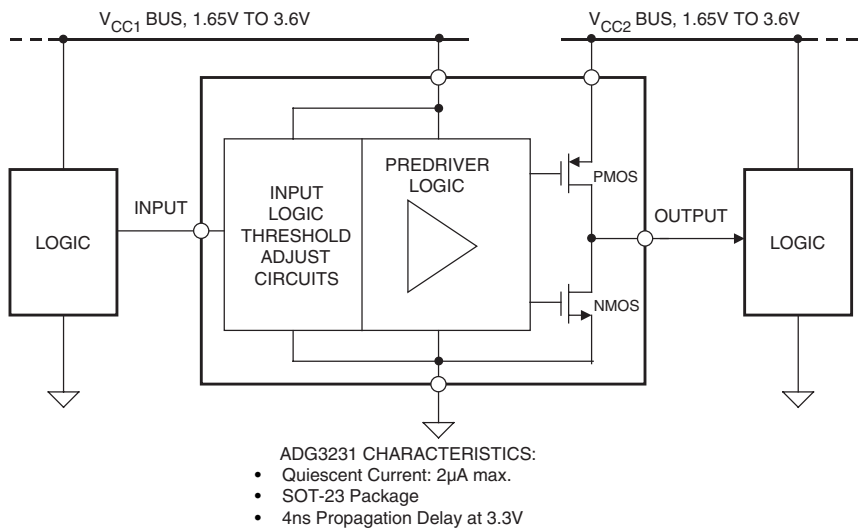 VCC1 BUS, 1.65V TO 3.6V
VCC2 BUS, 1.65V TO 3.6V
LOGIC
INPUT
INPUT
LOGIC
THRESHOLD
ADJUST
CIRCUITS
PREDRIVER
LOGIC
PMOS
NMOS
OUTPUT
LOGIC
ADG3231 CHARACTERISTICS:
• Quiescent Current: 2μA max.
• SOT-23 Package
• 4ns Propagation Delay at 3.3V